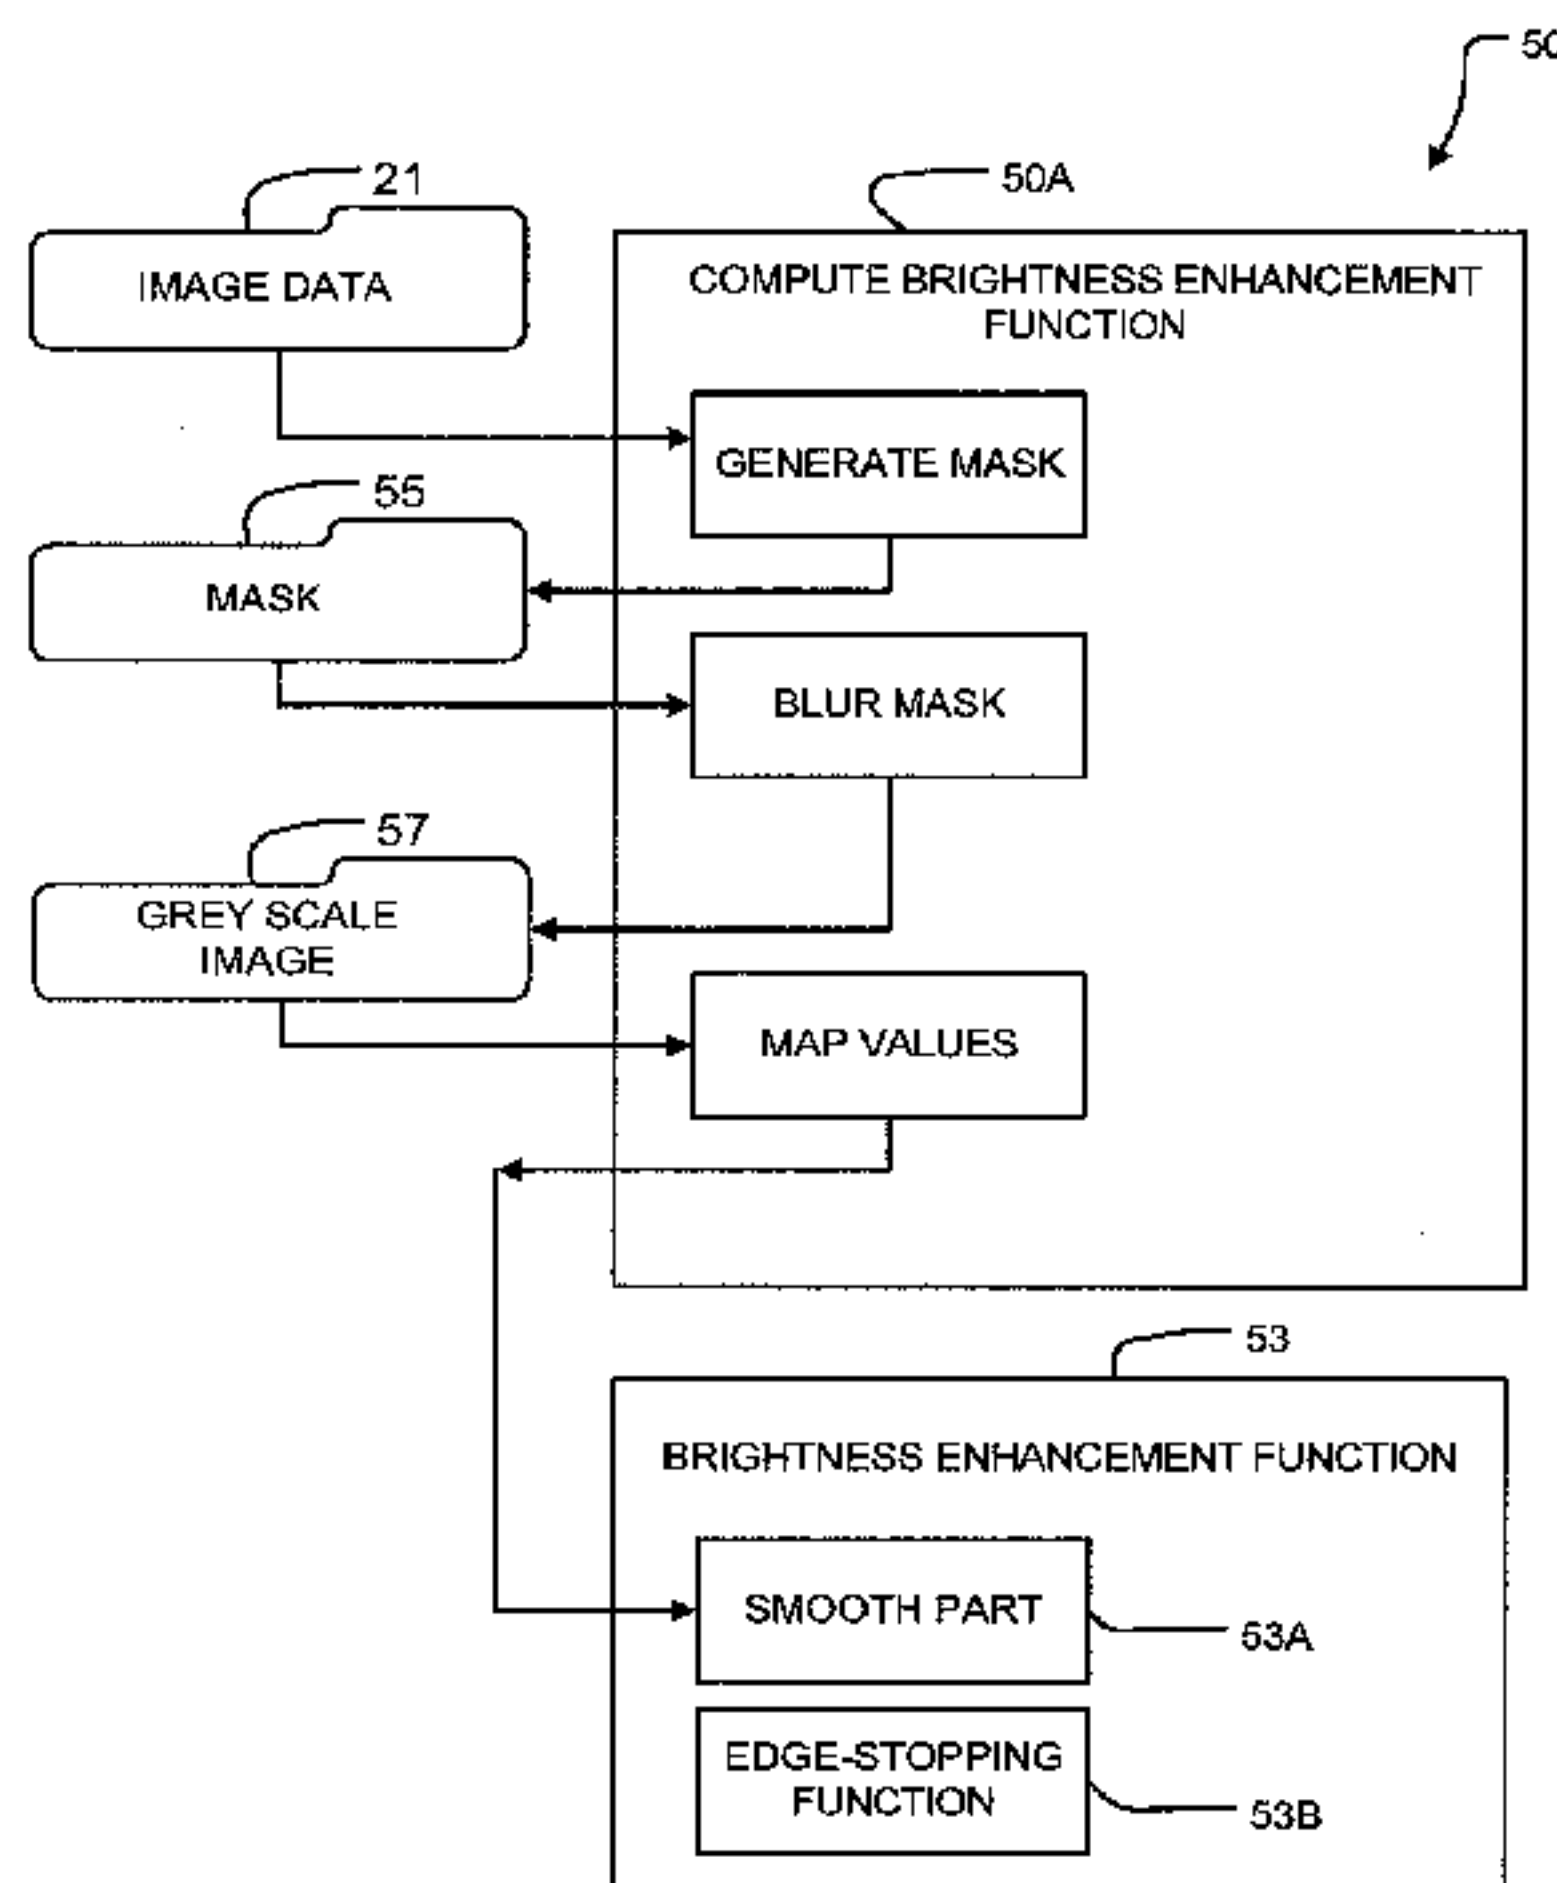 50
21
50A
IMAGE DATA
COMPUTE BRIGHTNESS ENHANCEMENT
FUNCTION
GENERATE MASK
55
MASK
BLUR MASK
57
GREY SCALE
IMAGE
MAP VALUES
53
BRIGHTNESS ENHANCEMENT FUNCTION
SMOOTH PART
53A
EDGE-STOPPING
FUNCTION
53B